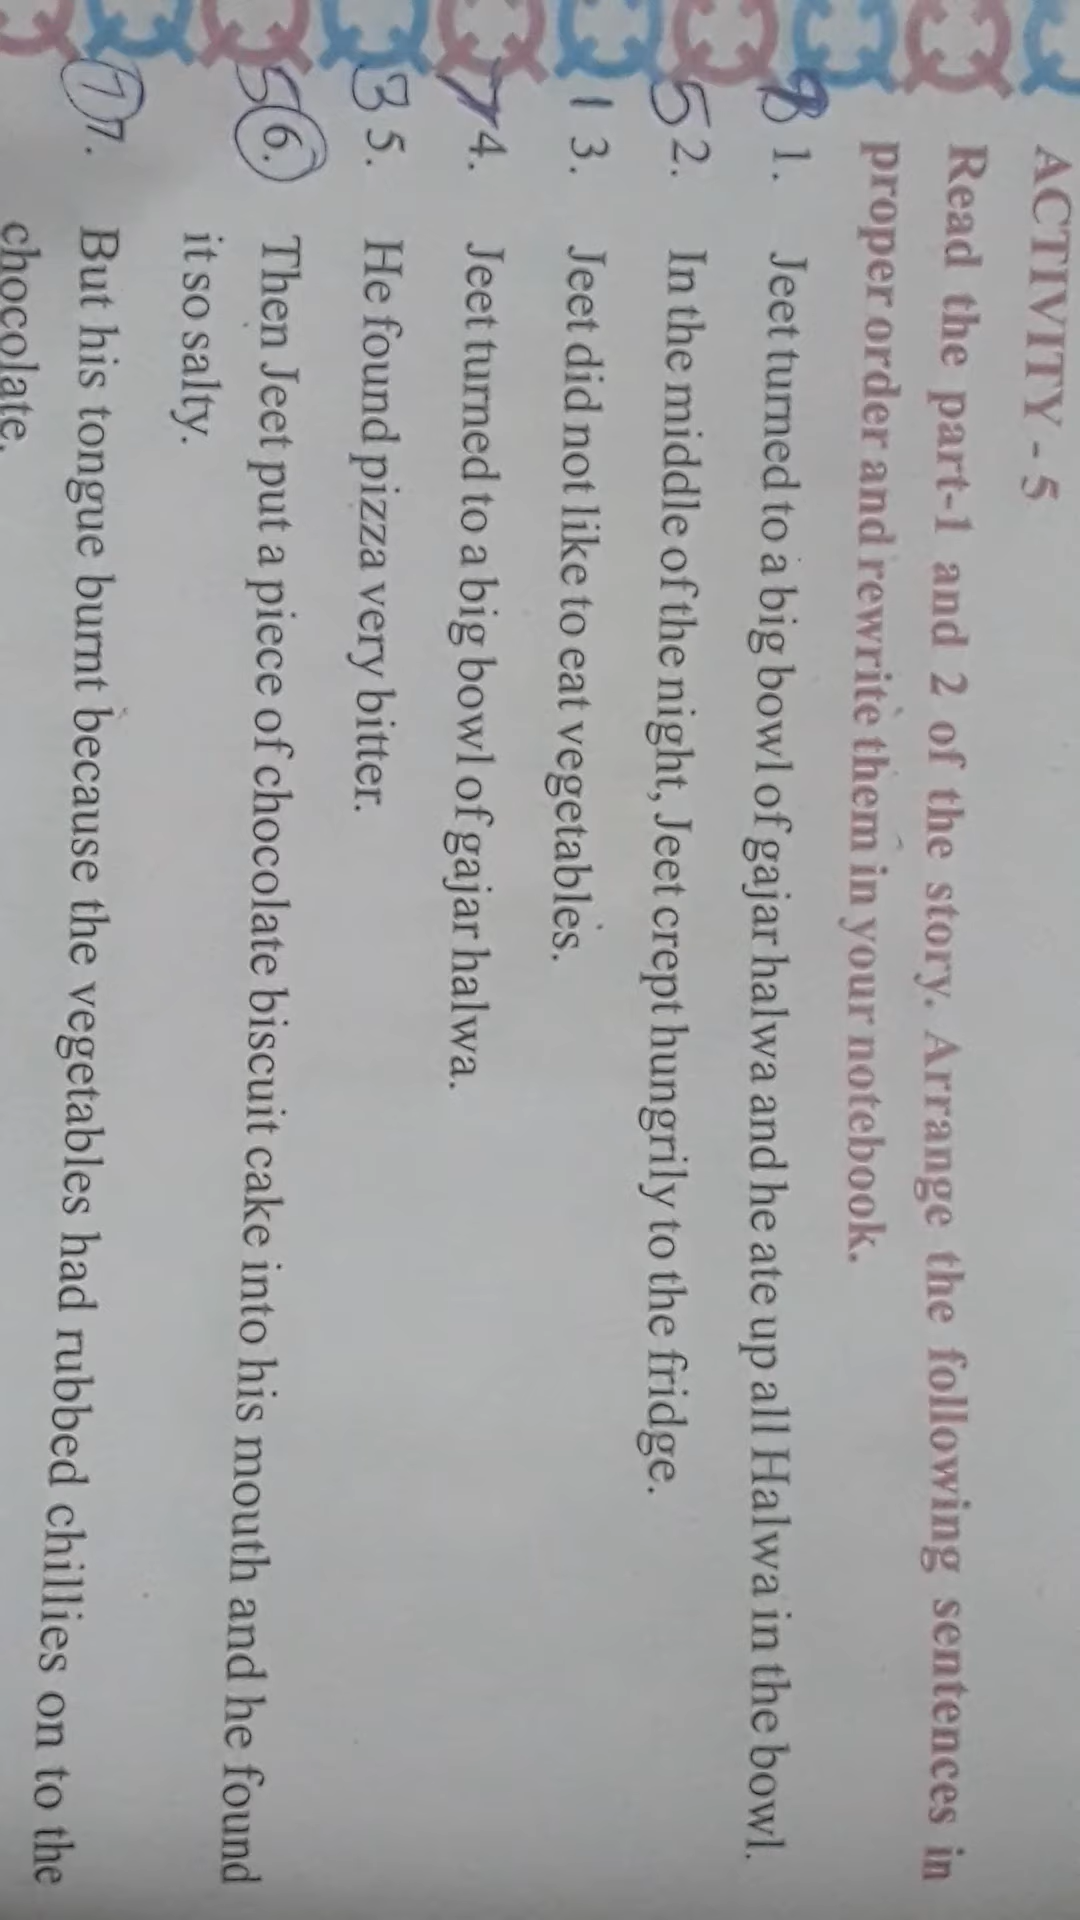 ACTIVITY - 5
Read the part-1 and 2 of the story. Arrange the following sentences in
proper order and rewrite them in your notebook.
8 1. Jeet turned to a big bowl of gajar halwa and he ate up all Halwa in the bowl.
5 2. In the middle of the night, Jeet crept hungrily to the fridge.
1 3. Jeet did not like to eat vegetables.
7 4. Jeet turned to a big bowl of gajar halwa.
3 5. He found pizza very bitter.
5 6. Then Jeet put a piece of chocolate biscuit cake into his mouth and he found
it so salty.
7 7. But his tongue burnt because the vegetables had rubbed chillies on to the
chocolate.